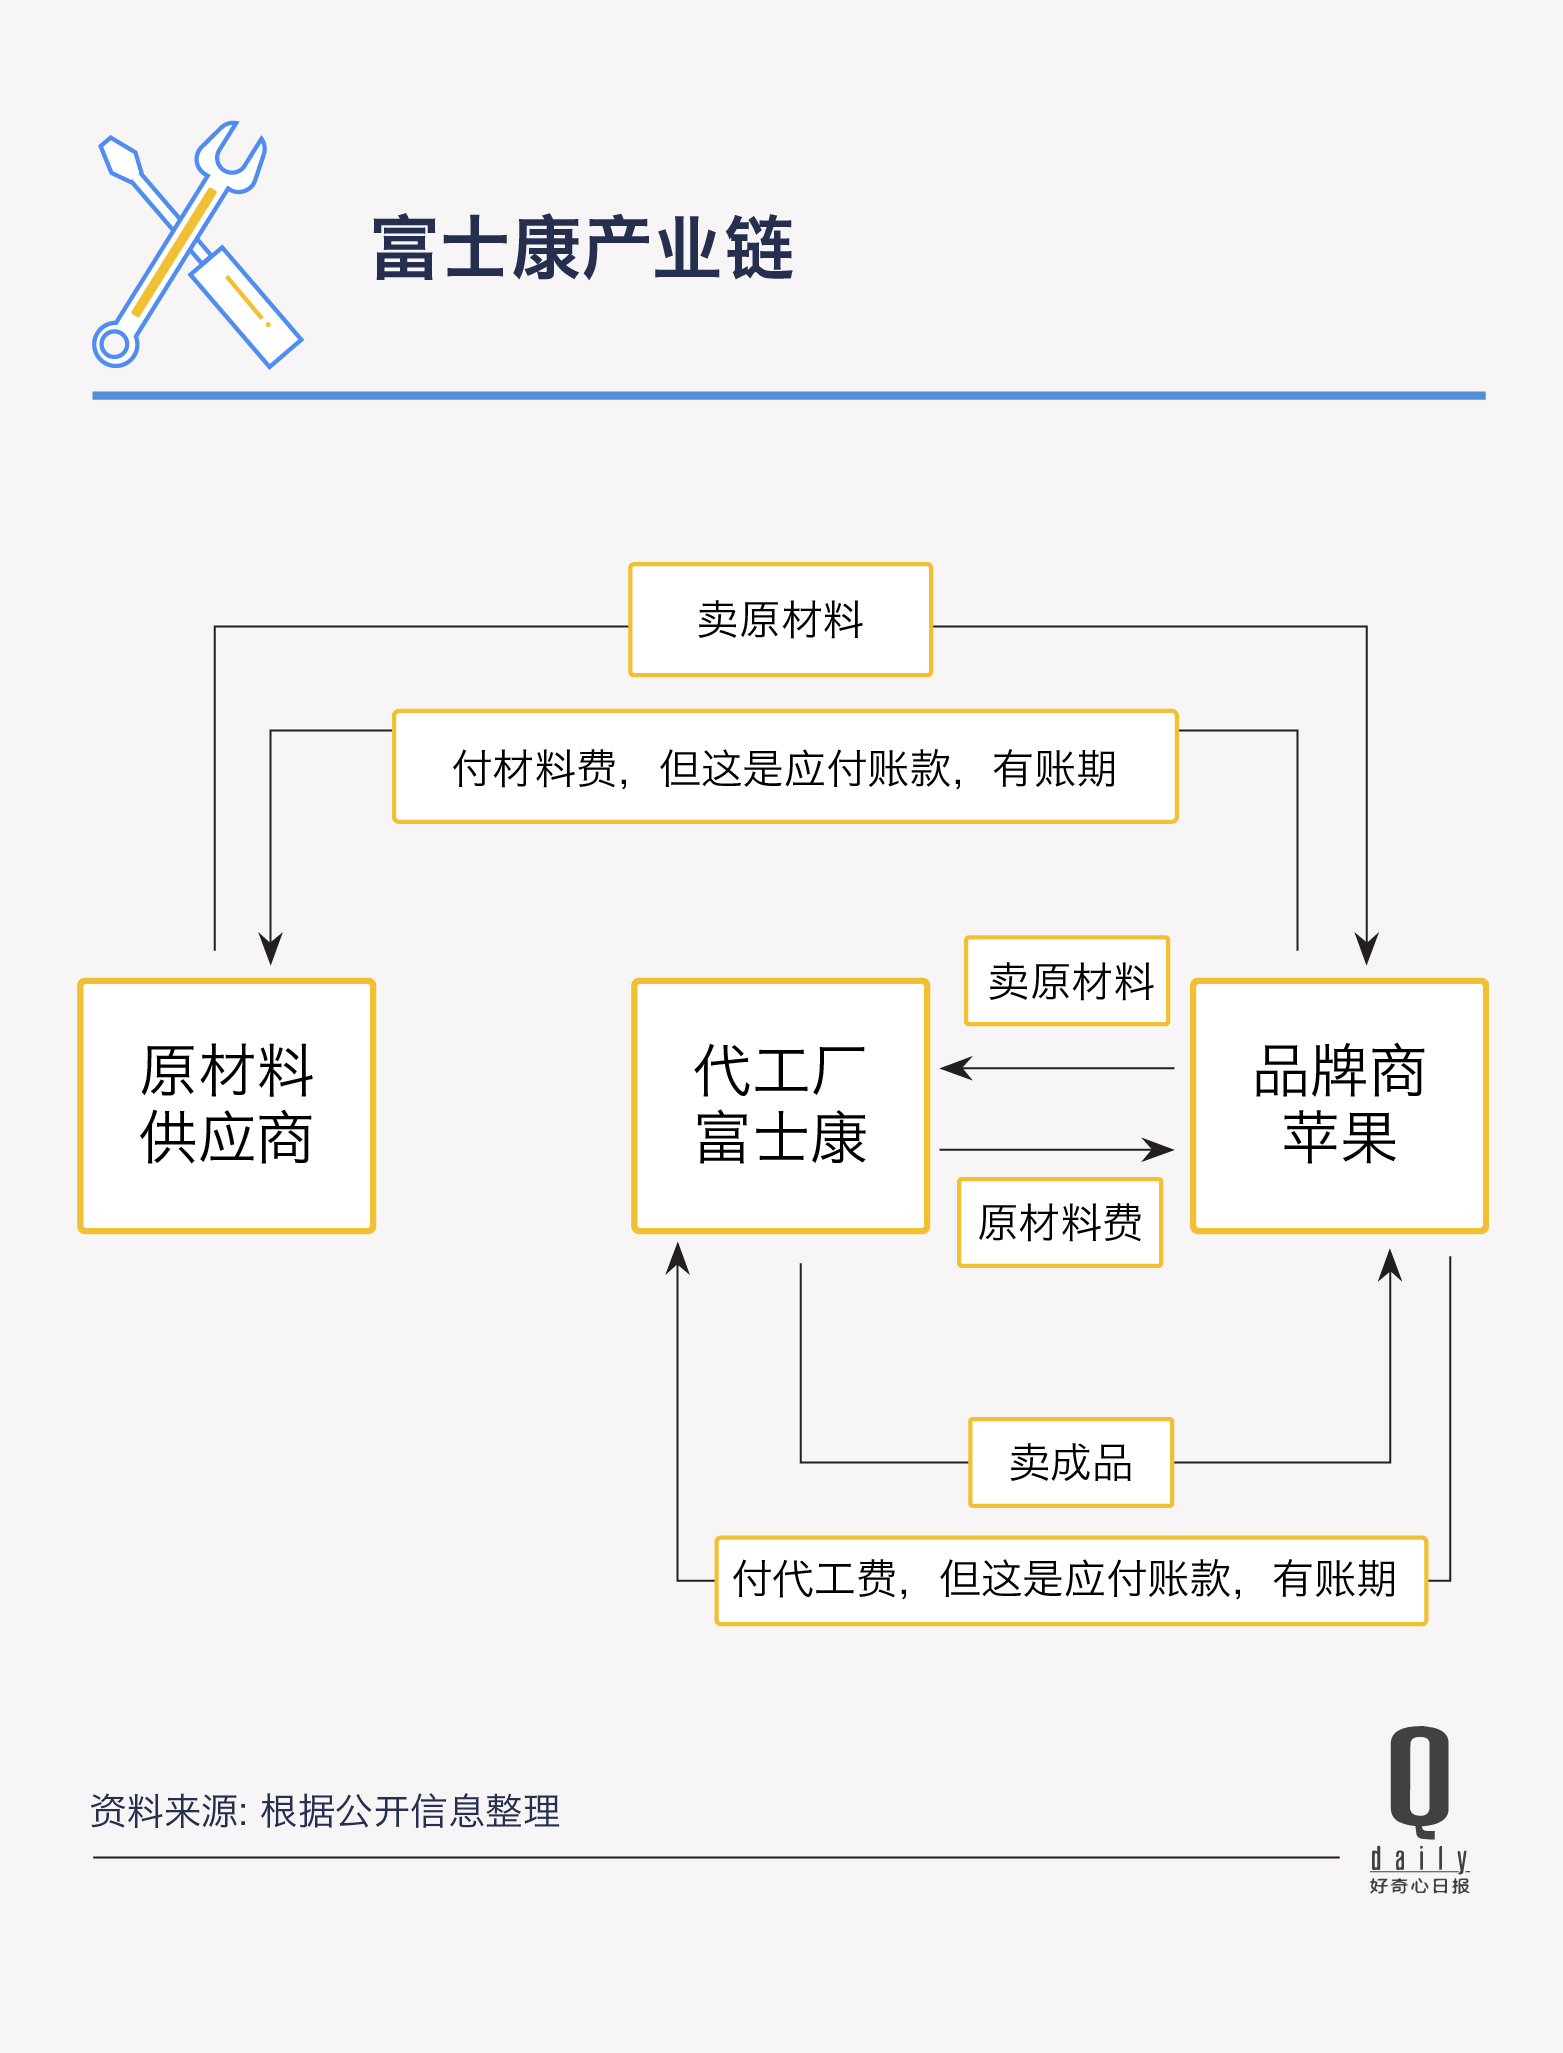 富士康产业链
卖原材料
付材料费，但这是应付账款，有账期
卖原材料
原材料
供应商
代工厂
富士康
品牌商
苹果
原材料费
卖成品
付代工费，但这是应付账款，有账期
资料来源: 根据公开信息整理
Q
daily
好奇心日报